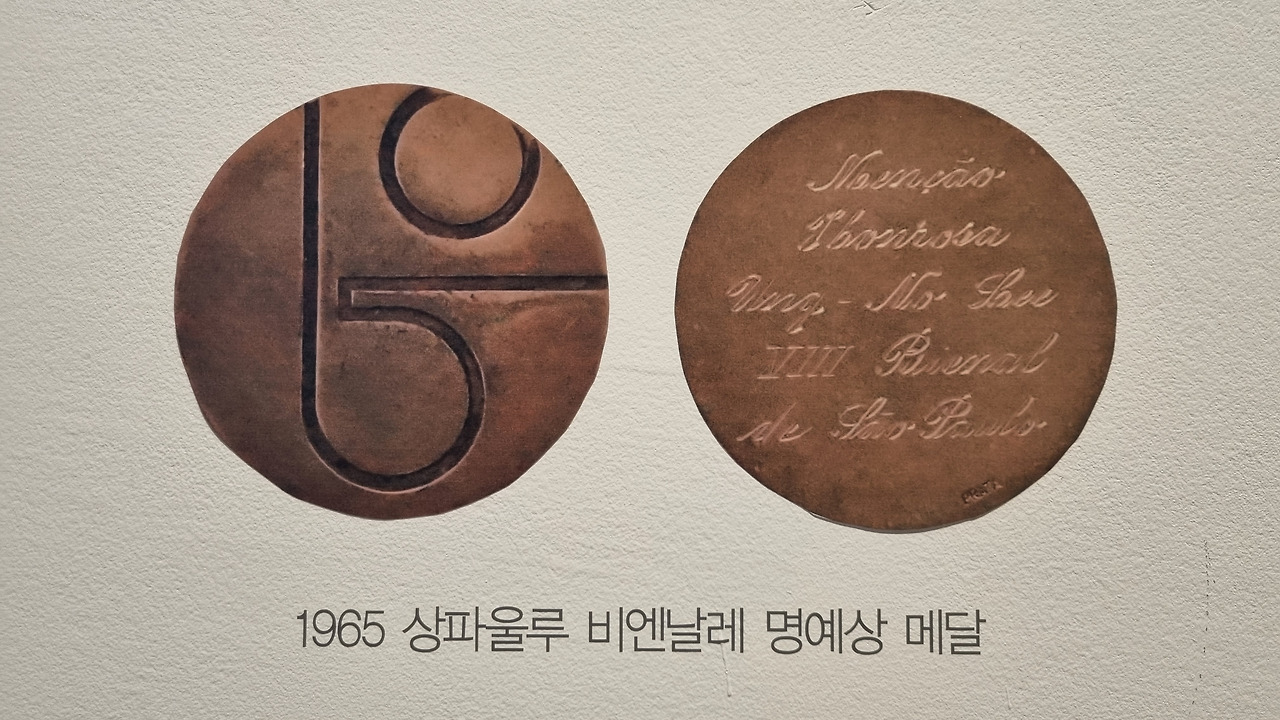 Menção
Honrosa
Ung - No Lee
VIII Bienal
de São Paulo
1965 상파울루 비엔날레 명예상 메달